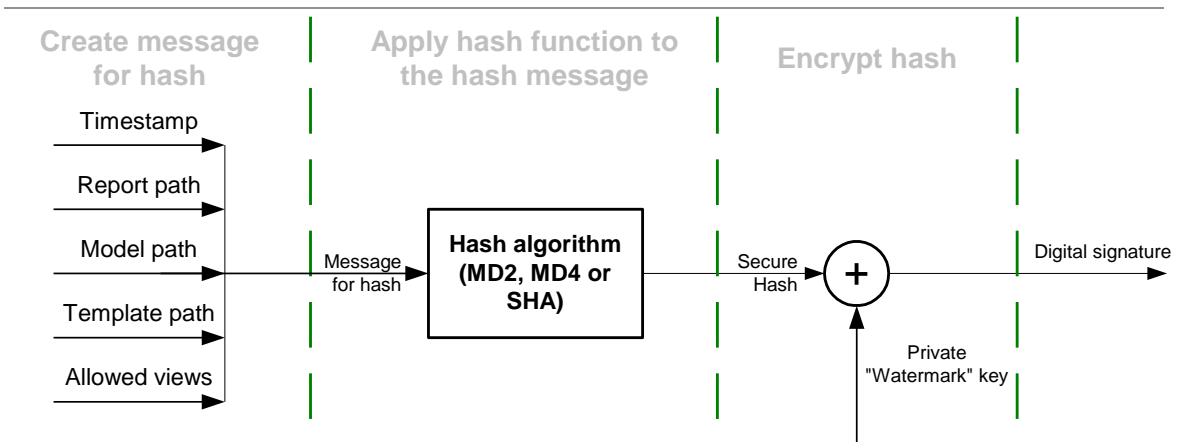 Create message
for hash
Apply hash function to
the hash message
Encrypt hash
Timestamp
Report path
Model path
Template path
Allowed views
Message
for hash
Hash algorithm
(MD2, MD4 or
SHA)
Secure
Hash
+
Private
"Watermark" key
Digital signature